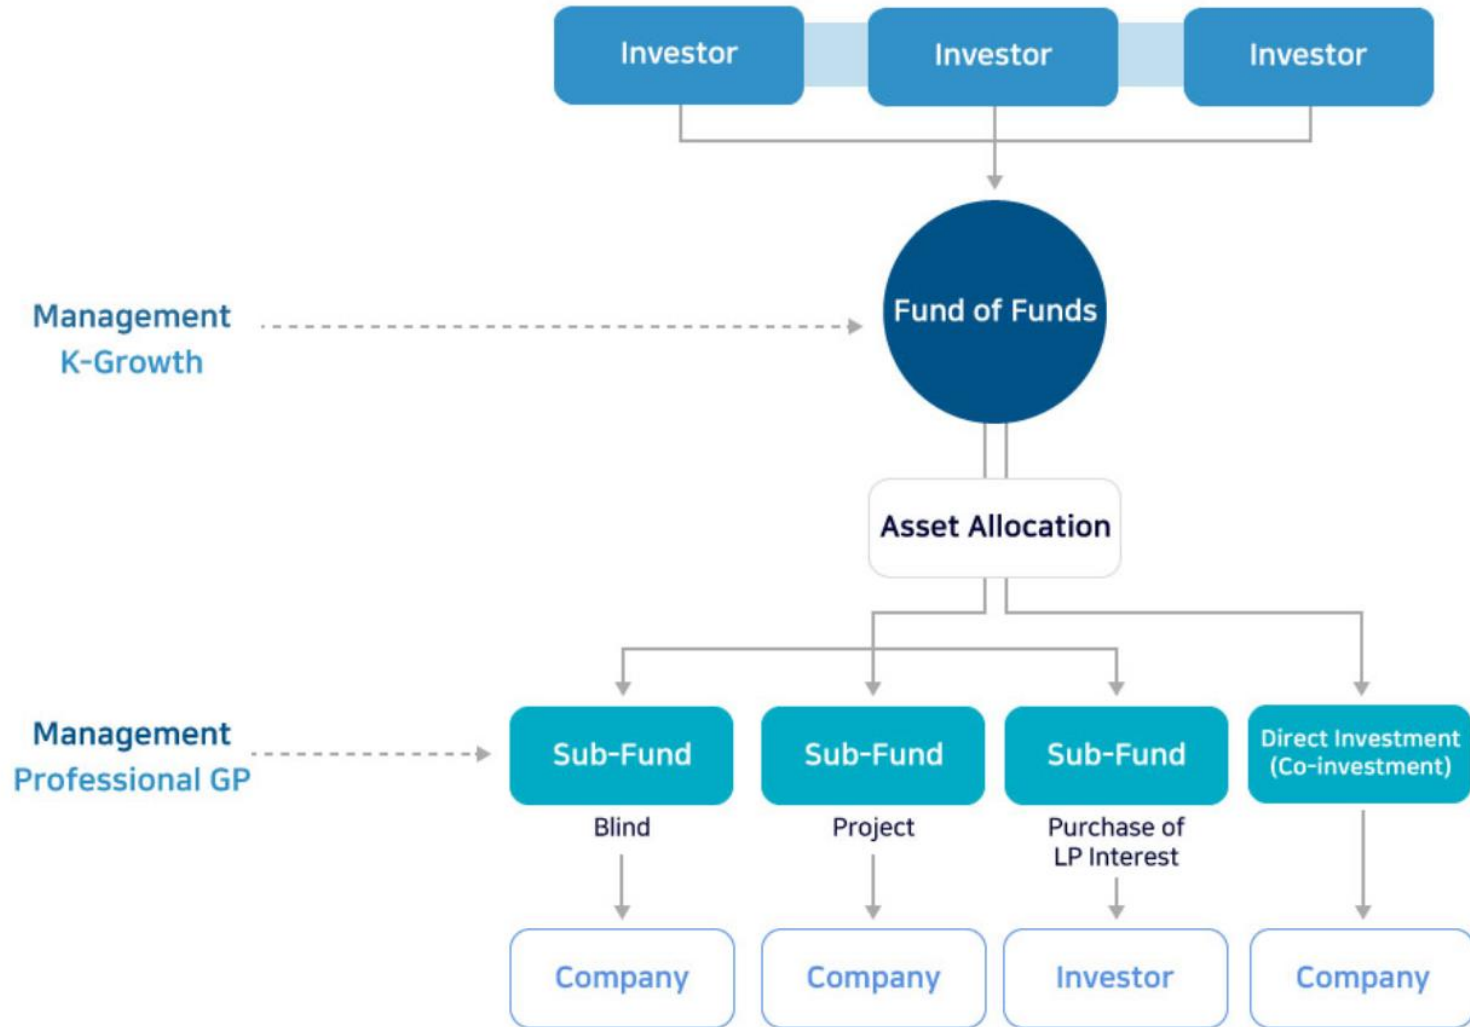 Investor
Investor
Investor
Fund of Funds
Management
K-Growth
Asset Allocation
Management
Professional GP
Sub-Fund
Sub-Fund
Sub-Fund
Direct Investment
(Co-investment)
Blind
Project
Purchase of
LP Interest
Company
Company
Investor
Company